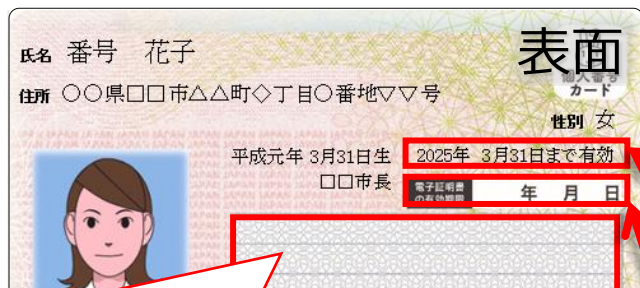 氏名 番号 花子
表面
個人番号
カード
住所 〇〇県□□市△△町◇丁目〇番地▽▽号
性別 女
平成元年 3月31日生 2025年 3月31日まで有効
□□市長 電子証明書
の有効期限 年 月 日